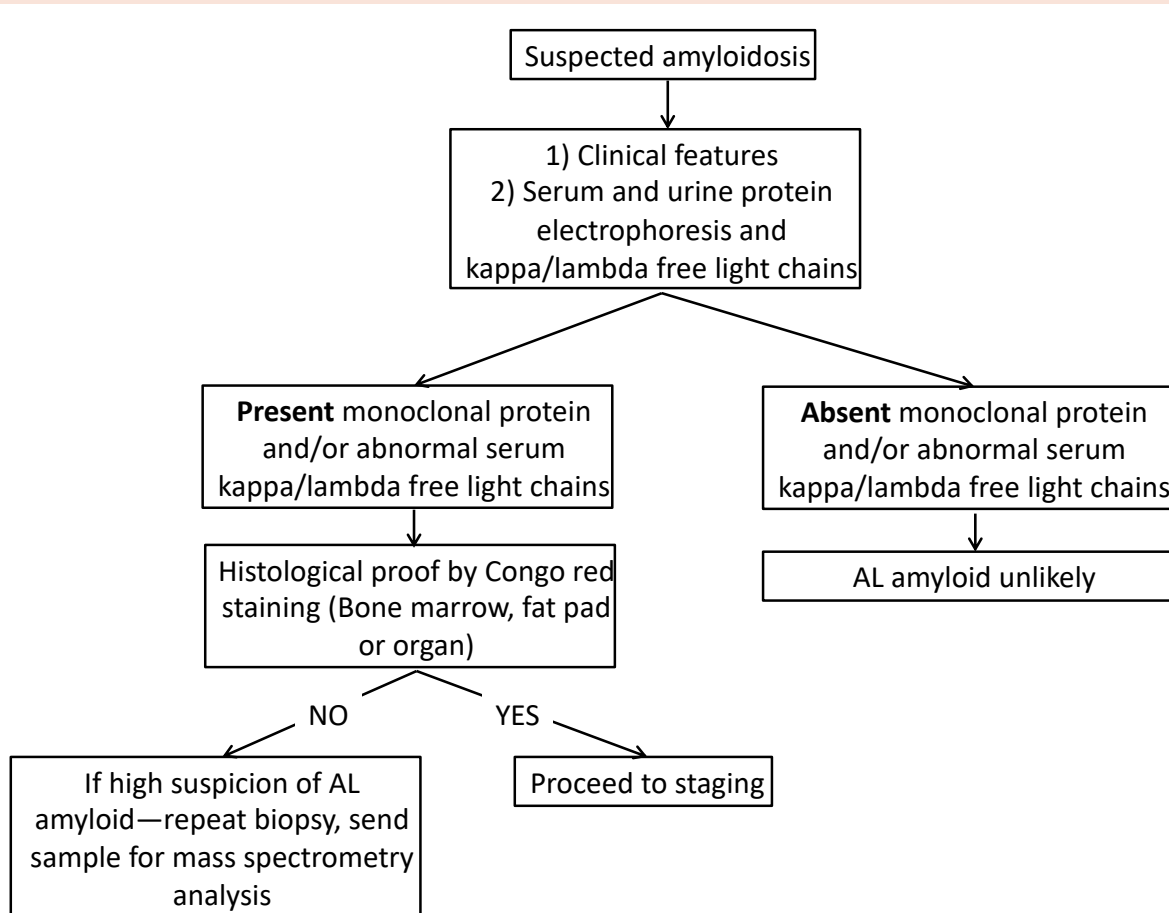 Suspected amyloidosis
1) Clinical features
2) Serum and urine protein
electrophoresis and
kappa/lambda free light chains
Present monoclonal protein
and/or abnormal serum
kappa/lambda free light chains
Absent monoclonal protein
and/or abnormal serum
kappa/lambda free light chains
Histological proof by Congo red
staining (Bone marrow, fat pad
or organ)
AL amyloid unlikely
NO
YES
If high suspicion of AL
amyloid—repeat biopsy, send
sample for mass spectrometry
analysis
Proceed to staging